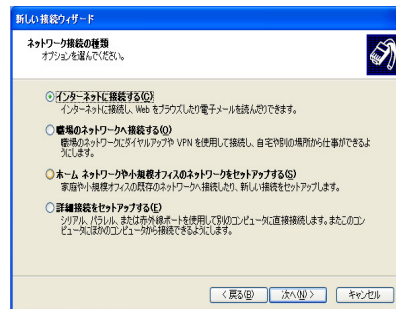 新しい接続ウィザード
ネットワーク接続の種類
オプションを選んでください。
インターネットに接続する(C)
インターネットに接続し、Web をブラウズしたり電子メールを読んだりできます。
職場のネットワークへ接続する(O)
職場のネットワークにダイヤルアップや VPN を使用して接続し、自宅や別の場所から仕事ができるよ
うにします。
ホーム ネットワークや小規模オフィスのネットワークをセットアップする(S)
家庭や小規模オフィスの既存のネットワークへ接続したり、新しい接続をセットアップします。
詳細接続をセットアップする(E)
シリアル、パラレル、または赤外線ポートを使用して別のコンピュータに直接接続します。またこのコン
ピュータにほかのコンピュータから接続できるようにします。
< 戻る(B) 次へ(N) > キャンセル